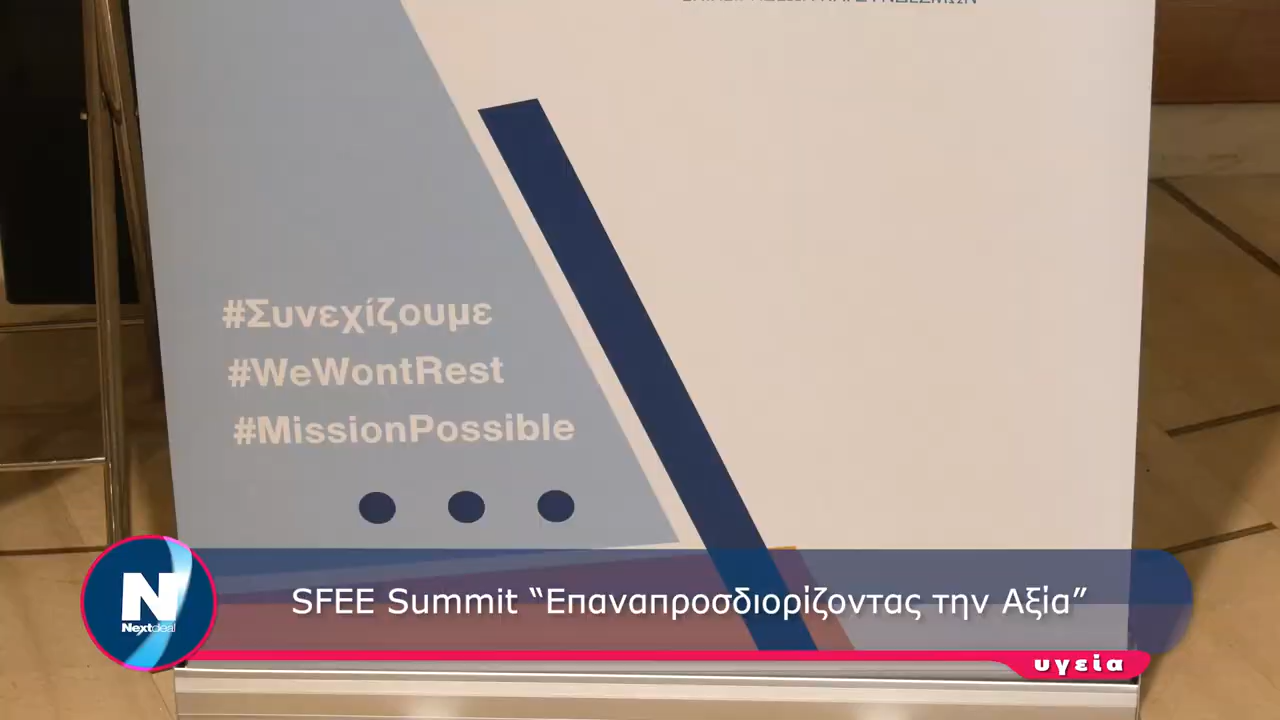 #Συνεχίζουμε
#WeWontRest
#MissionPossible
SFEE Summit “Επαναπροσδιορίζοντας την Αξία”
N
Nextdeal
υγεία